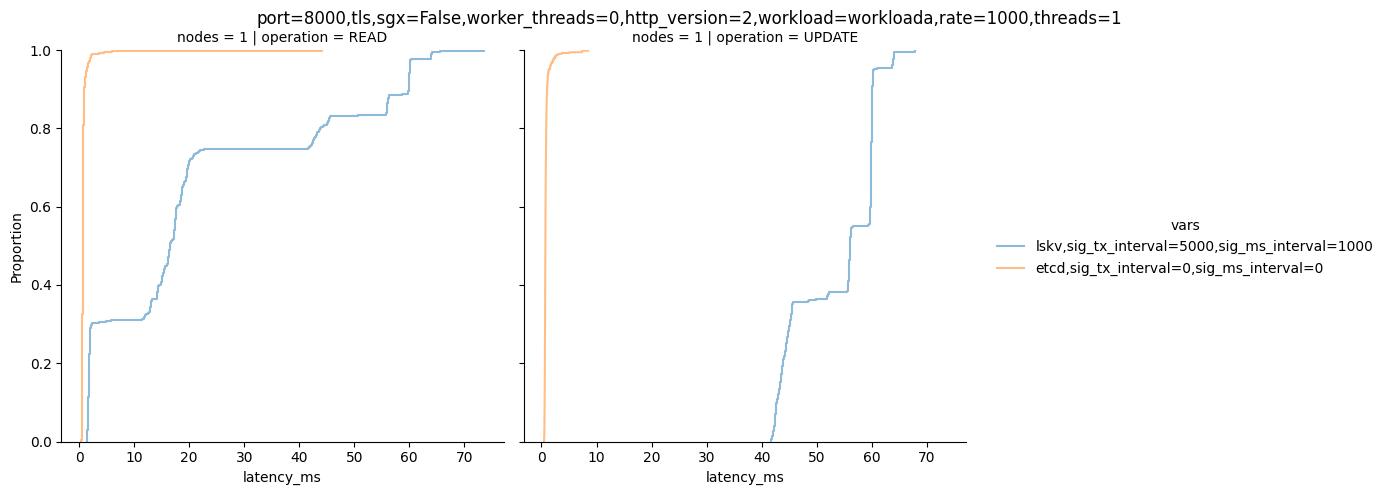 port=8000,tls,sgx=False,worker_threads=0,http_version=2,workload=workloada,rate=1000,threads=1
nodes = 1 | operation = READ
nodes = 1 | operation = UPDATE
1.0
0.8
0.6
0.4
0.2
0.0
Proportion
0 10 20 30 40 50 60 70
latency_ms
0 10 20 30 40 50 60 70
latency_ms
vars
lskv,sig_tx_interval=5000,sig_ms_interval=1000
etcd,sig_tx_interval=0,sig_ms_interval=0